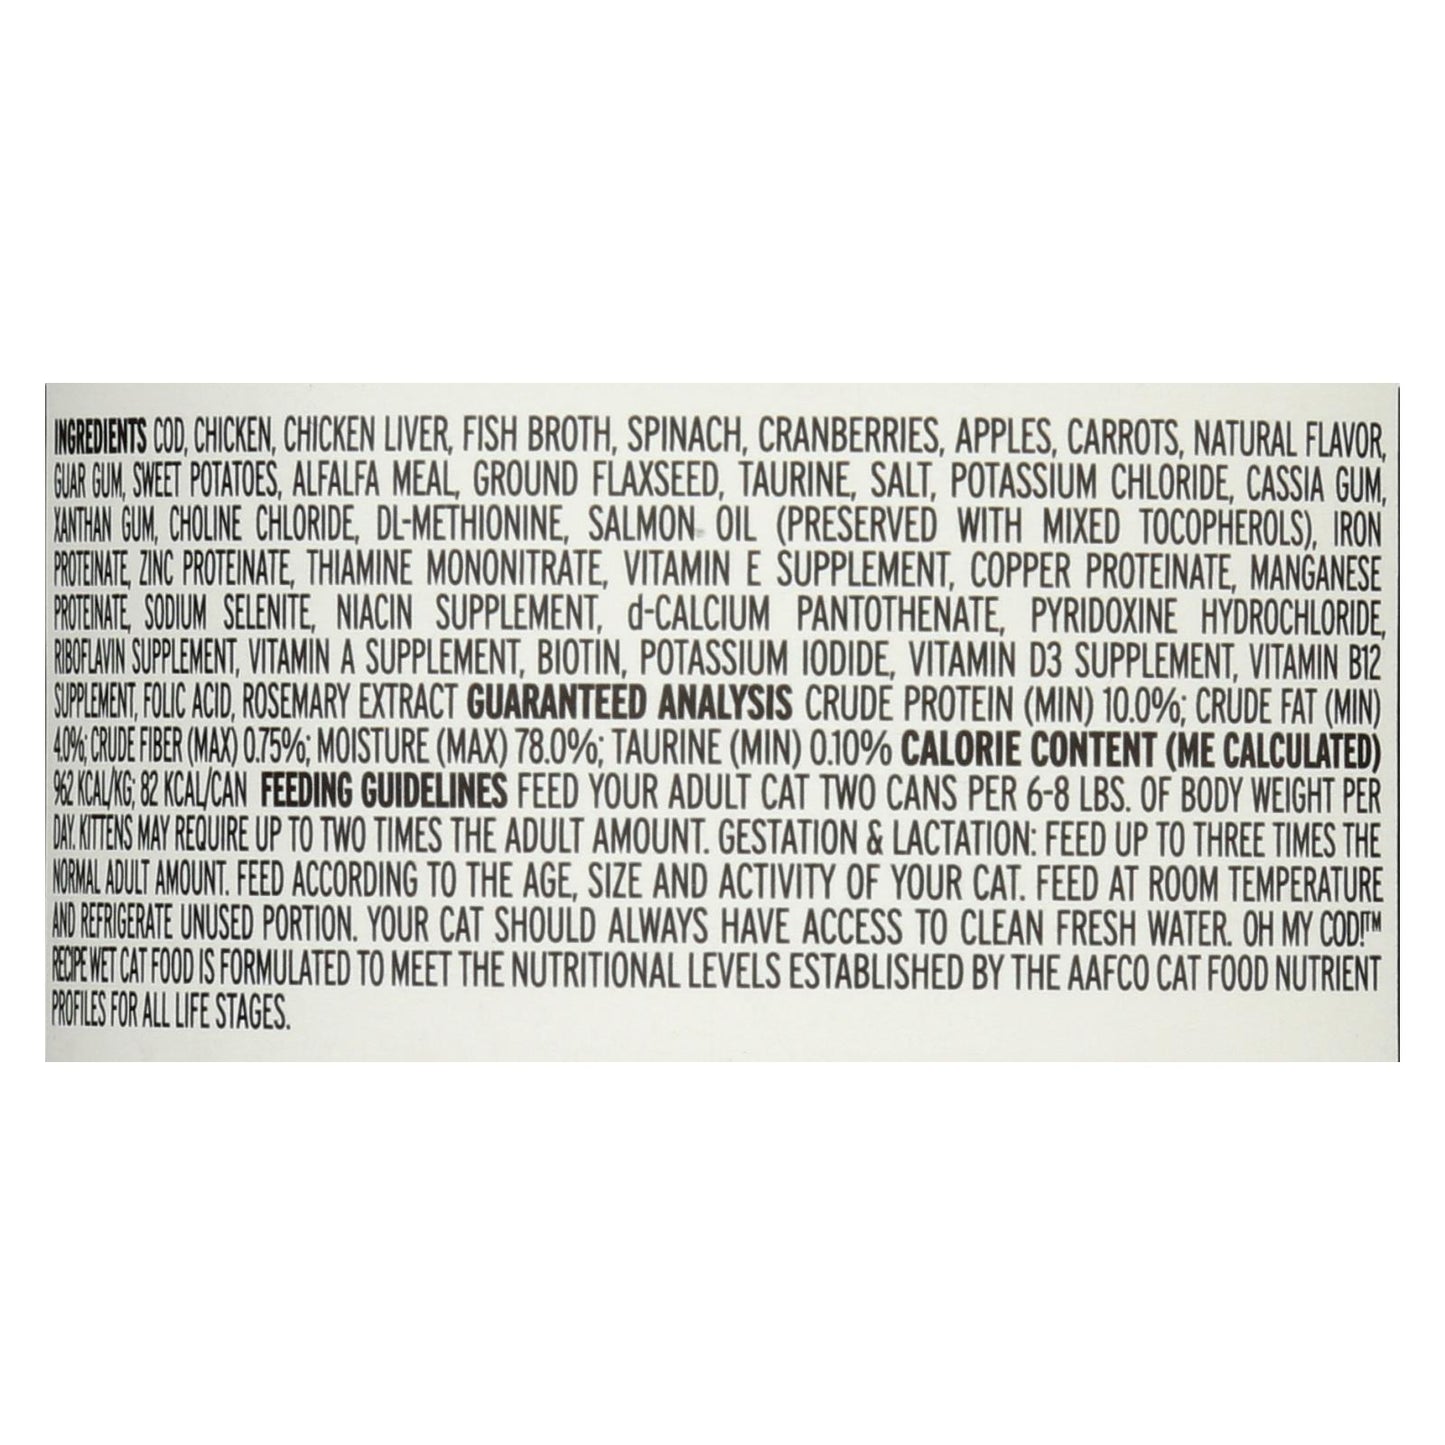 INGREDIENTS COD, CHICKEN, CHICKEN LIVER, FISH BROTH, SPINACH, CRANBERRIES, APPLES, CARROTS, NATURAL FLAVOR,
GUAR GUM, SWEET POTATOES, ALFALFA MEAL, GROUND FLAXSEED, TAURINE, SALT, POTASSIUM CHLORIDE, CASSIA GUM,
XANTHAN GUM, CHOLINE CHLORIDE, DL-METHIONINE, SALMON OIL (PRESERVED WITH MIXED TOCOPHEROLS), IRON
PROTEINATE, ZINC PROTEINATE, THIAMINE MONONITRATE, VITAMIN E SUPPLEMENT, COPPER PROTEINATE, MANGANESE
PROTEINATE, SODIUM SELENITE, NIACIN SUPPLEMENT, d-CALCIUM PANTOTHENATE, PYRIDOXINE HYDROCHLORIDE,
RIBOFLAVIN SUPPLEMENT, VITAMIN A SUPPLEMENT, BIOTIN, POTASSIUM IODIDE, VITAMIN D3 SUPPLEMENT, VITAMIN B12
SUPPLEMENT, FOLIC ACID, ROSEMARY EXTRACT GUARANTEED ANALYSIS CRUDE PROTEIN (MIN) 10.0%; CRUDE FAT (MIN)
4.0%; CRUDE FIBER (MAX) 0.75%; MOISTURE (MAX) 78.0%; TAURINE (MIN) 0.10% CALORIE CONTENT (ME CALCULATED)
962 KCAL/KG; 82 KCAL/CAN FEEDING GUIDELINES FEED YOUR ADULT CAT TWO CANS PER 6-8 LBS. OF BODY WEIGHT PER
DAY. KITTENS MAY REQUIRE UP TO TWO TIMES THE ADULT AMOUNT. GESTATION & LACTATION: FEED UP TO THREE TIMES THE
NORMAL ADULT AMOUNT. FEED ACCORDING TO THE AGE, SIZE AND ACTIVITY OF YOUR CAT. FEED AT ROOM TEMPERATURE
AND REFRIGERATE UNUSED PORTION. YOUR CAT SHOULD ALWAYS HAVE ACCESS TO CLEAN FRESH WATER. OH MY COD!™
RECIPE WET CAT FOOD IS FORMULATED TO MEET THE NUTRITIONAL LEVELS ESTABLISHED BY THE AAFCO CAT FOOD NUTRIENT
PROFILES FOR ALL LIFE STAGES.